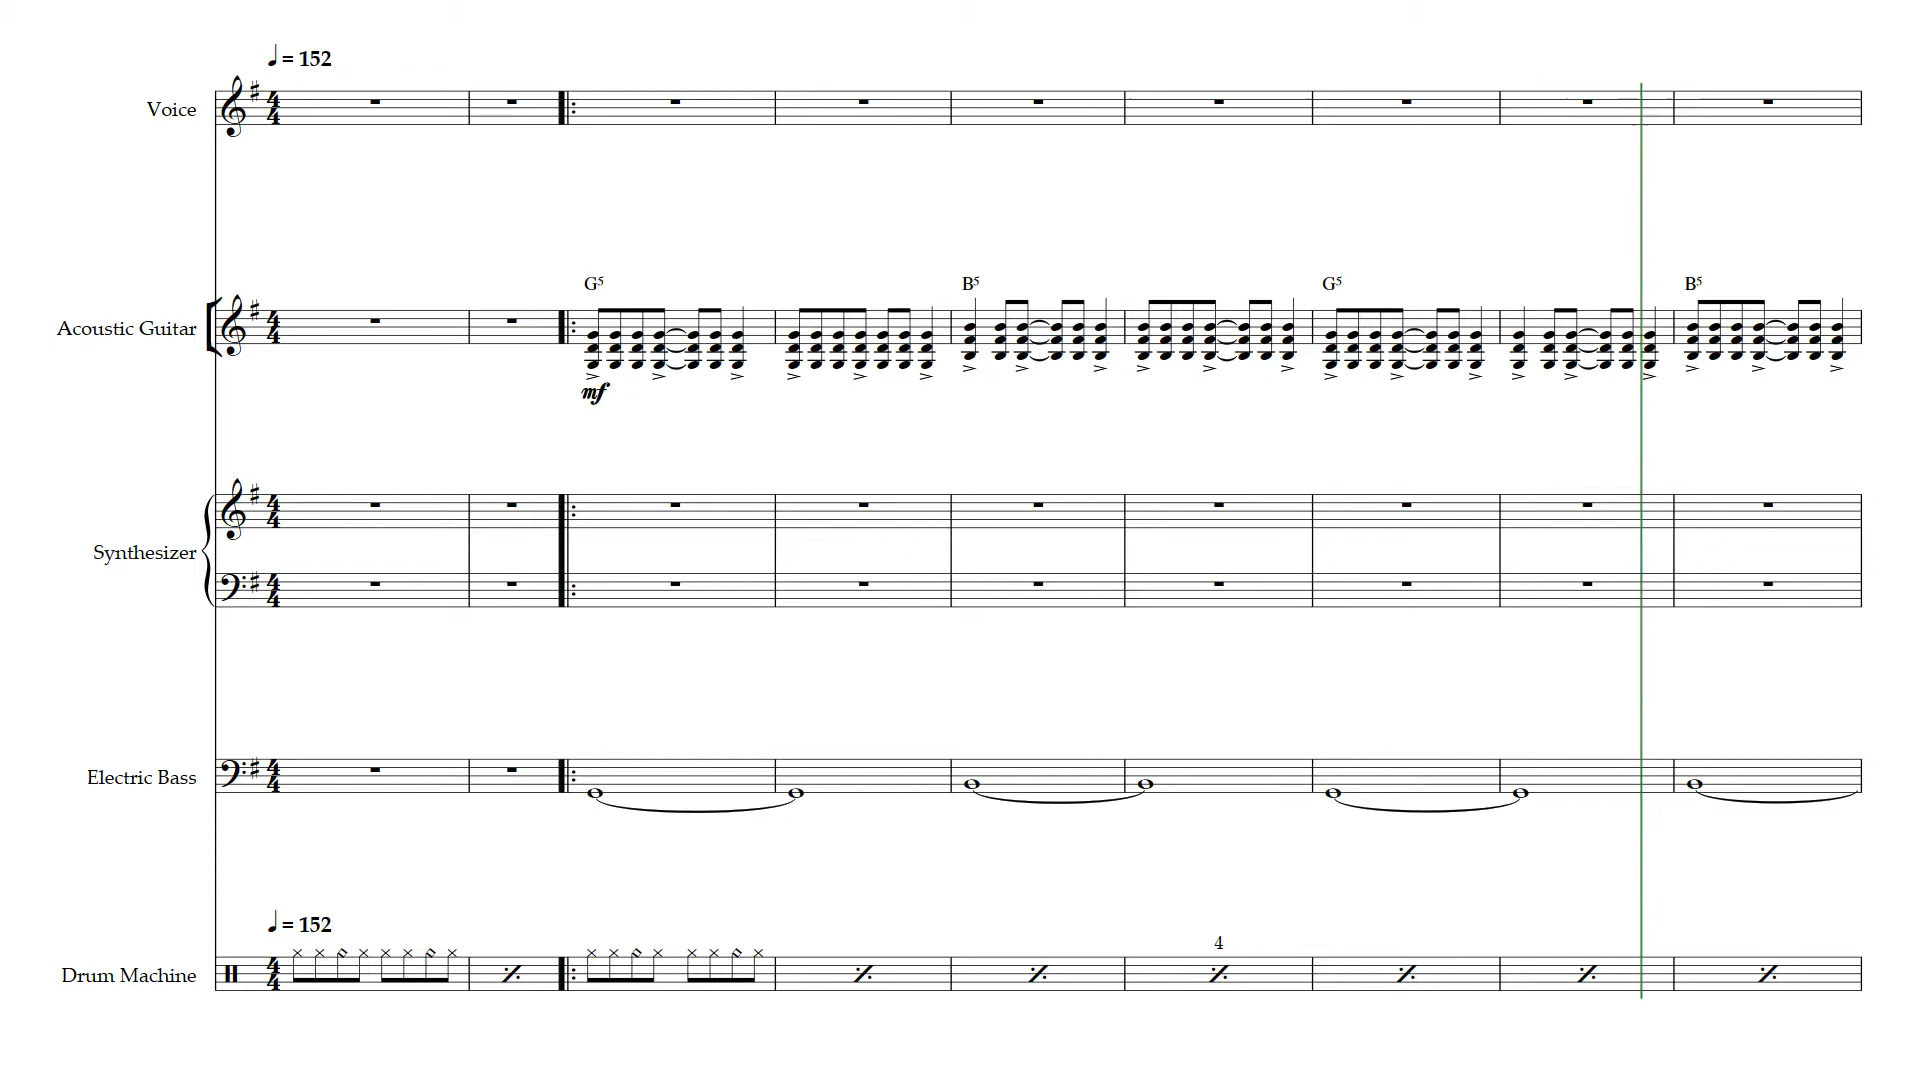 ♩ = 152
Voice
G⁵ B⁵ G⁵ B⁵
Acoustic Guitar
mf
Synthesizer
Electric Bass
♩ = 152
4
Drum Machine